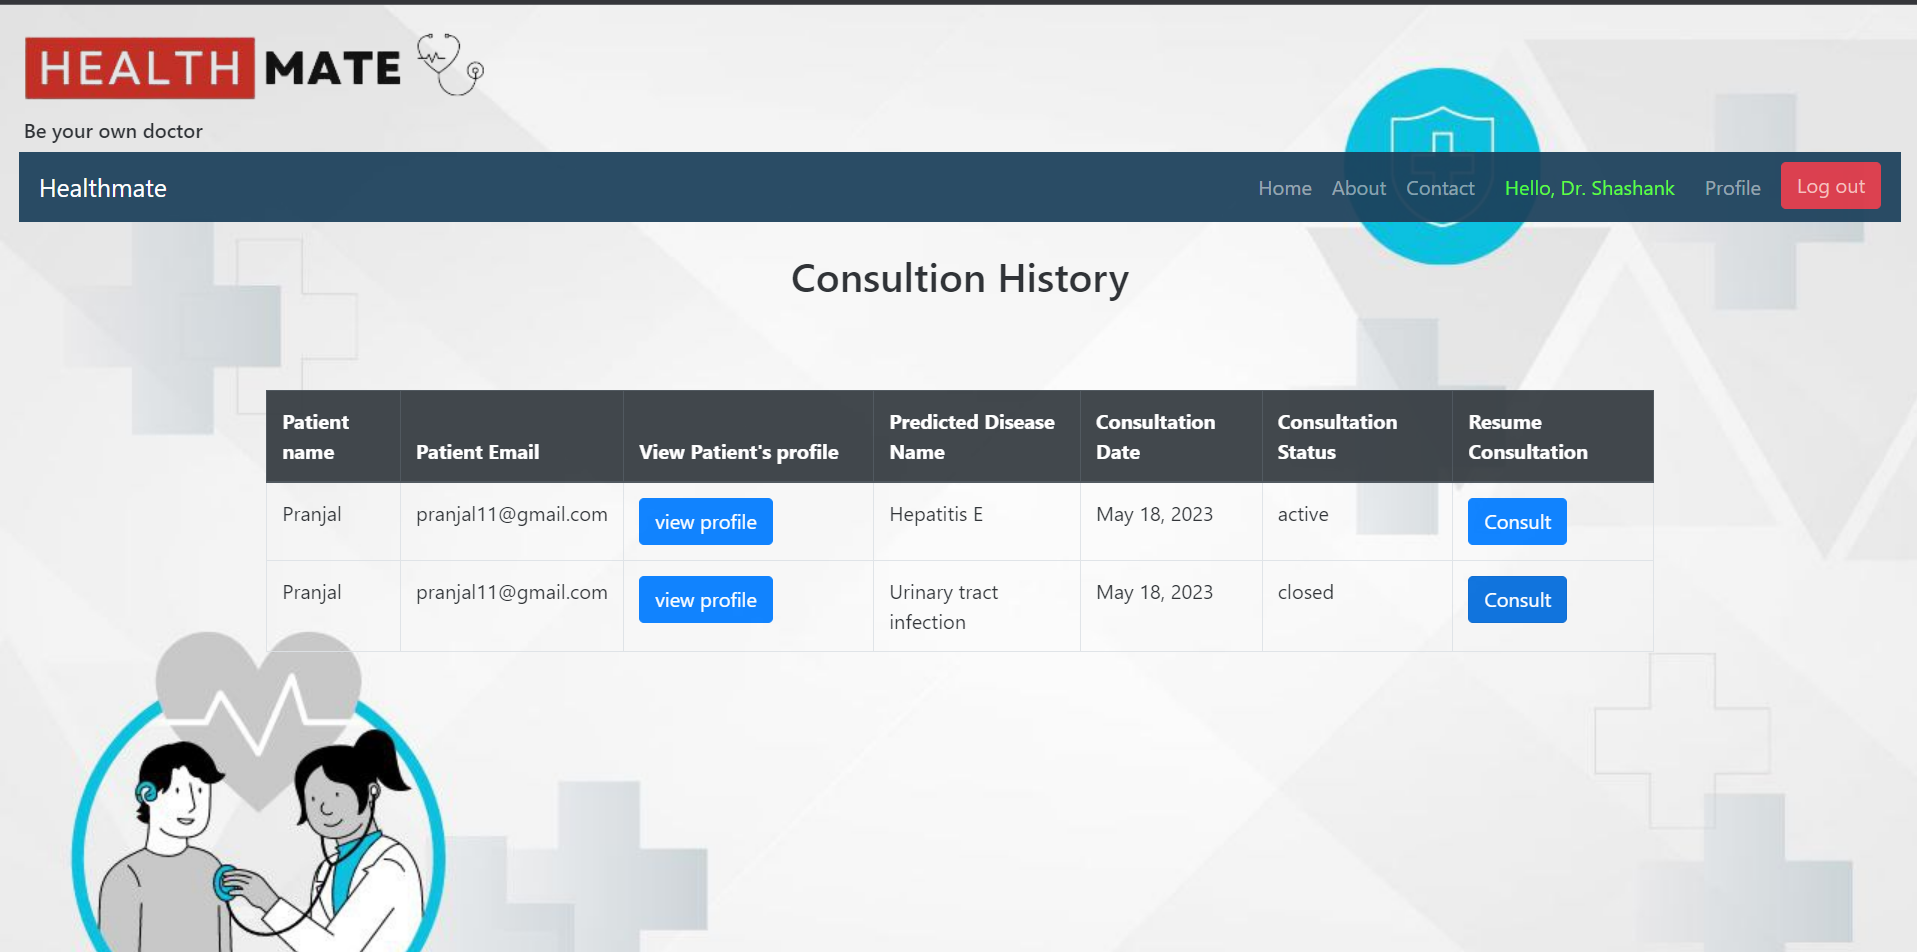 HEALTH MATE
Be your own doctor
Healthmate Home About Contact Hello, Dr. Shashank Profile Log out
Consultion History
Patient name Patient Email View Patient's profile Predicted Disease Name Consultation Date Consultation Status Resume Consultation
Pranjal pranjal11@gmail.com view profile Hepatitis E May 18, 2023 active Consult
Pranjal pranjal11@gmail.com view profile Urinary tract infection May 18, 2023 closed Consult